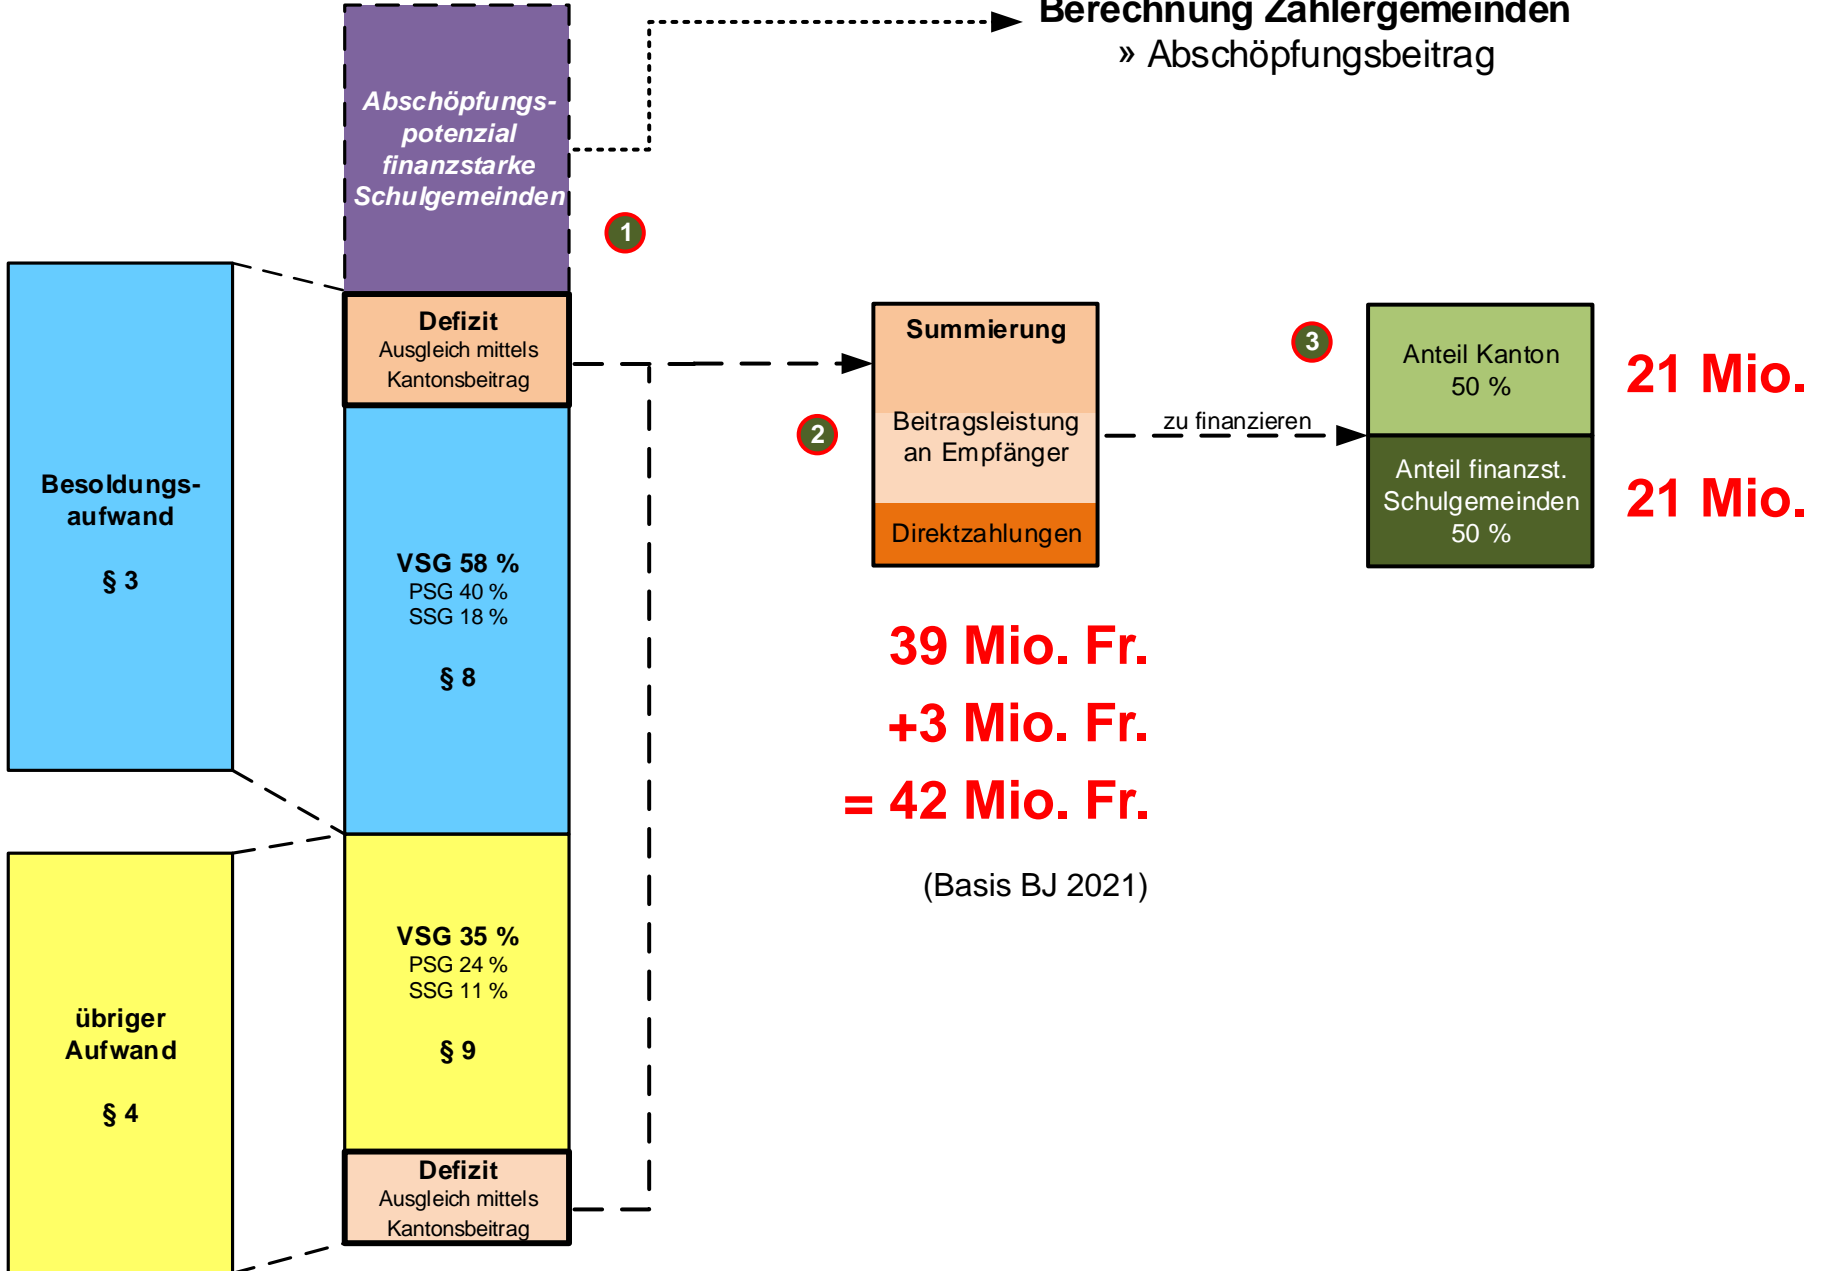 Berechnung Zahlergemeinden
» Abschöpfungsbeitrag
Abschöpfungs-
potenzial
finanzstarke
Schulgemeinden
1
Besoldungs-
aufwand
§ 3
Defizit
Ausgleich mittels
Kantonsbeitrag
VSG 58 %
PSG 40 %
SSG 18 %
§ 8
übriger
Aufwand
§ 4
VSG 35 %
PSG 24 %
SSG 11 %
§ 9
Defizit
Ausgleich mittels
Kantonsbeitrag
2
Summierung
Beitragsleistung
an Empfänger
Direktzahlungen
zu finanzieren
39 Mio. Fr.
+3 Mio. Fr.
= 42 Mio. Fr.
(Basis BJ 2021)
3
Anteil Kanton
50 %
21 Mio.
Anteil finanzst.
Schulgemeinden
50 %
21 Mio.